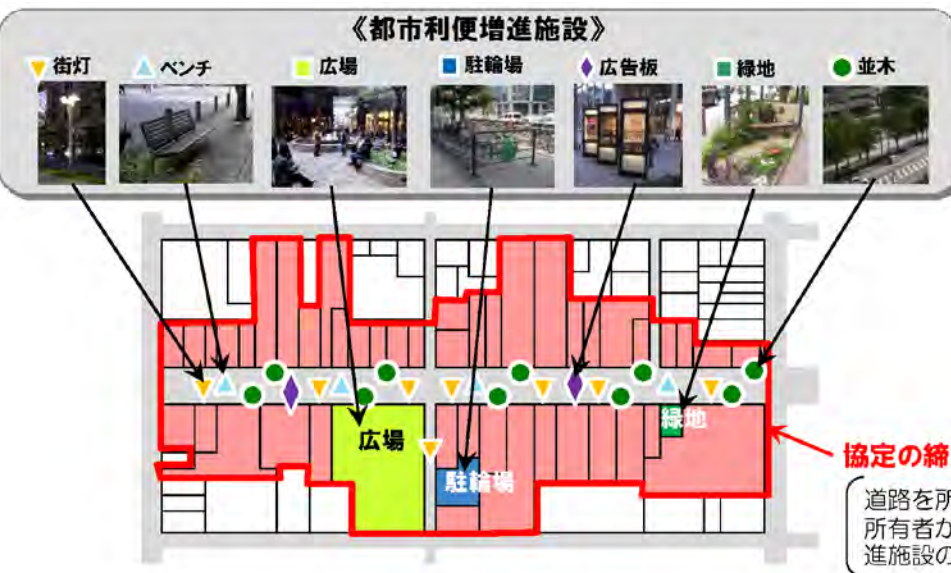 《都市利便増進施設》
街灯
ベンチ
広場
駐輪場
広告板
緑地
並木
緑地
広場
駐輪場
協定の締
道路を所
所有者が
進施設の